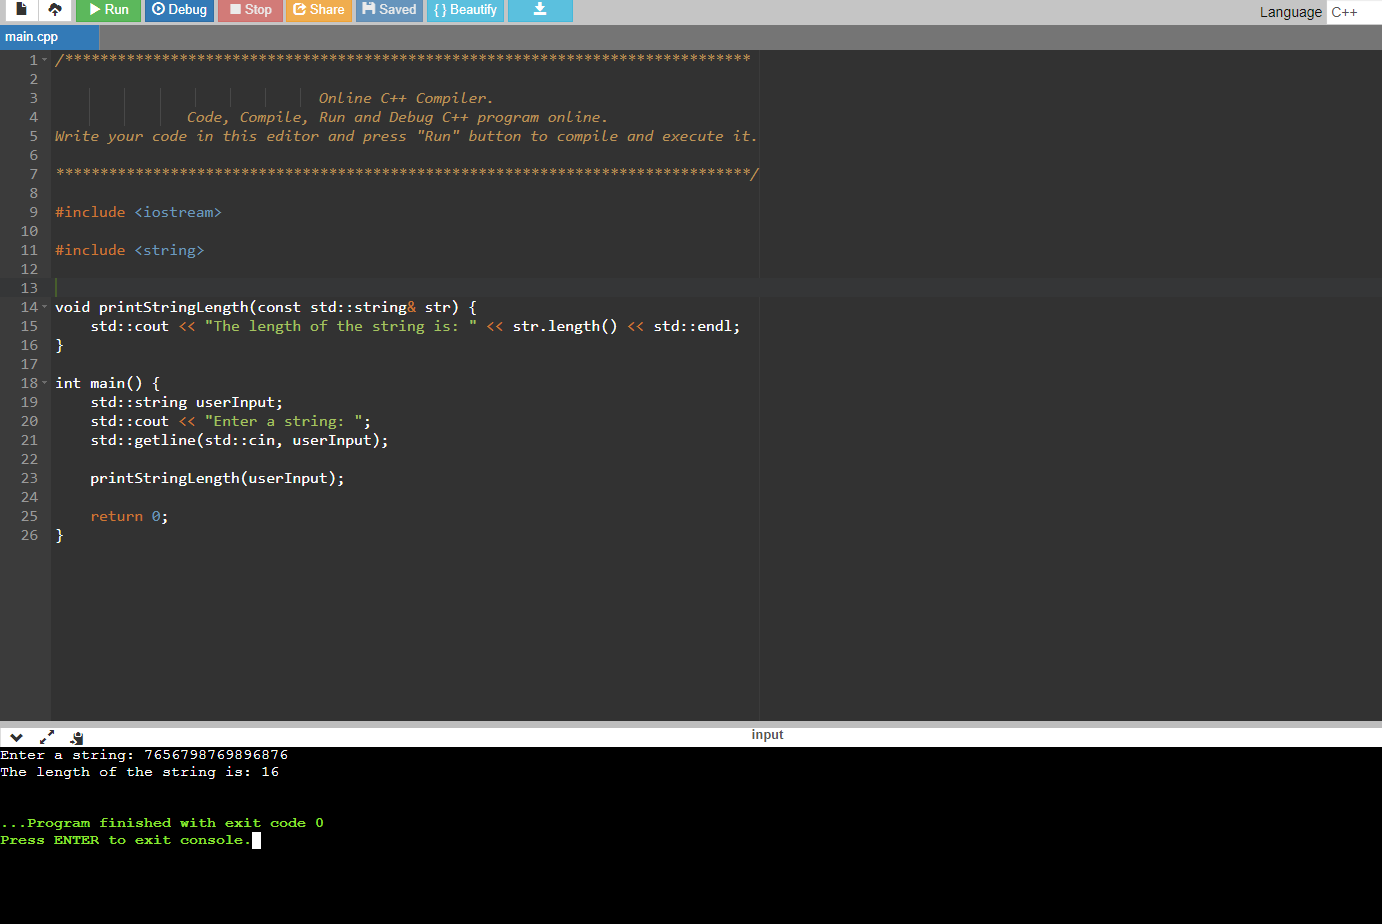 Run Debug Stop Share Saved {} Beautify
Language C++
main.cpp
1 /******************************************************************************
2
3 Online C++ Compiler.
4 Code, Compile, Run and Debug C++ program online.
5 Write your code in this editor and press "Run" button to compile and execute it.
6
7 *******************************************************************************/
8
9 #include <iostream>
10
11 #include <string>
12
13
14 void printStringLength(const std::string& str) {
15     std::cout << "The length of the string is: " << str.length() << std::endl;
16 }
17
18 int main() {
19     std::string userInput;
20     std::cout << "Enter a string: ";
21     std::getline(std::cin, userInput);
22
23     printStringLength(userInput);
24
25     return 0;
26 }
input
Enter a string: 7656798769896876
The length of the string is: 16
...Program finished with exit code 0
Press ENTER to exit console.